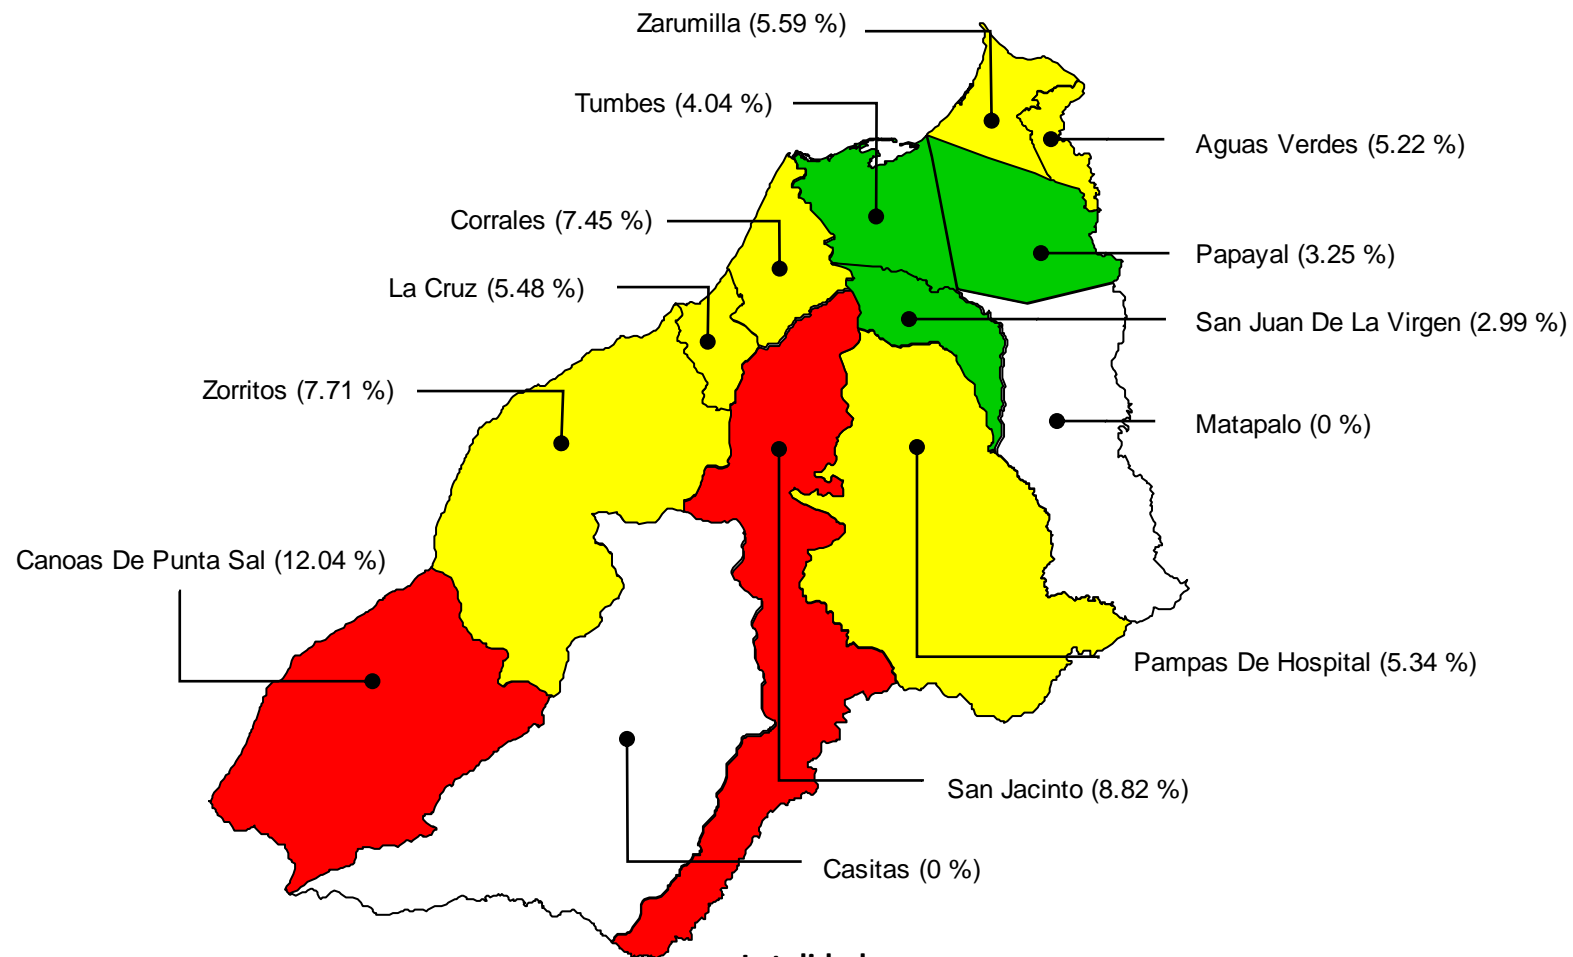 Zarumilla (5.59 %)
Tumbes (4.04 %)
Aguas Verdes (5.22 %)
Corrales (7.45 %)
Papayal (3.25 %)
La Cruz (5.48 %)
San Juan De La Virgen (2.99 %)
Zorritos (7.71 %)
Matapalo (0 %)
Canoas De Punta Sal (12.04 %)
Pampas De Hospital (5.34 %)
San Jacinto (8.82 %)
Casitas (0 %)